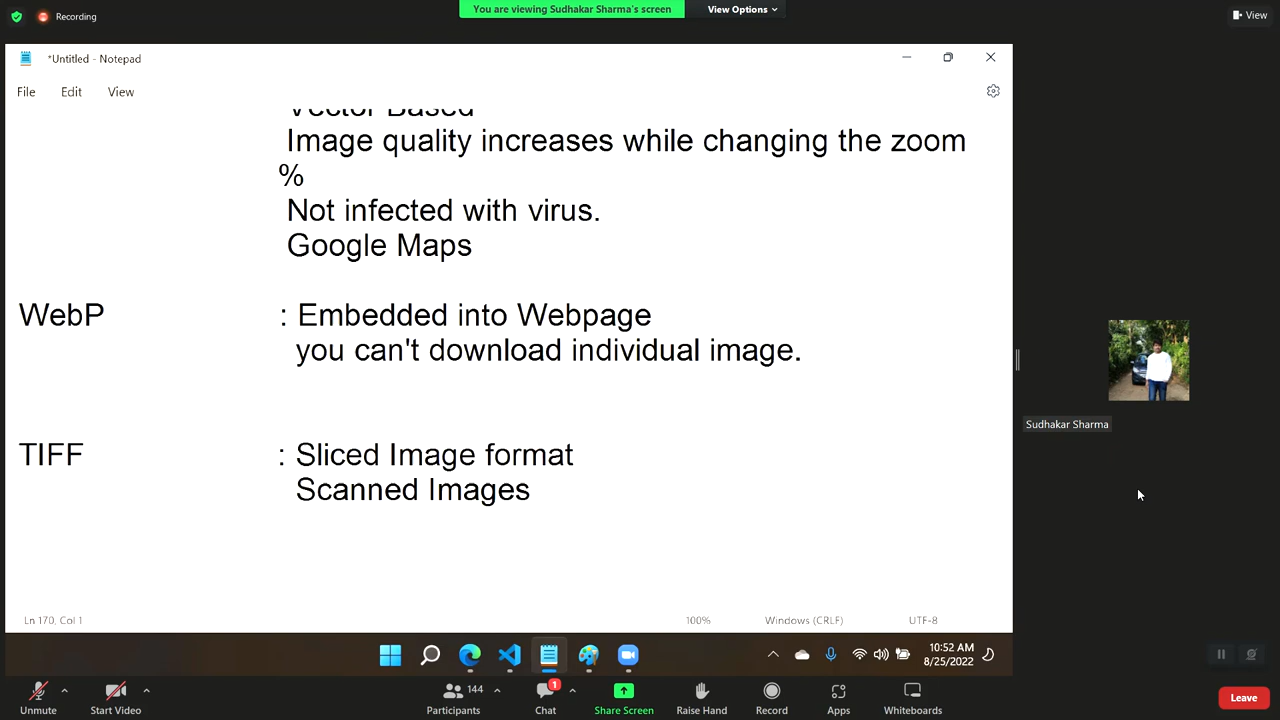 Recording
You are viewing Sudhakar Sharma's screen
View Options
View
*Untitled - Notepad
File Edit View
Vector Based
Image quality increases while changing the zoom
%
Not infected with virus.
Google Maps
WebP : Embedded into Webpage
you can't download individual image.
TIFF : Sliced Image format
Scanned Images
Sudhakar Sharma
Ln 170, Col 1 100% Windows (CRLF) UTF-8
10:52 AM
8/25/2022
144 1
Unmute Start Video Participants Chat Share Screen Raise Hand Record Apps Whiteboards Leave